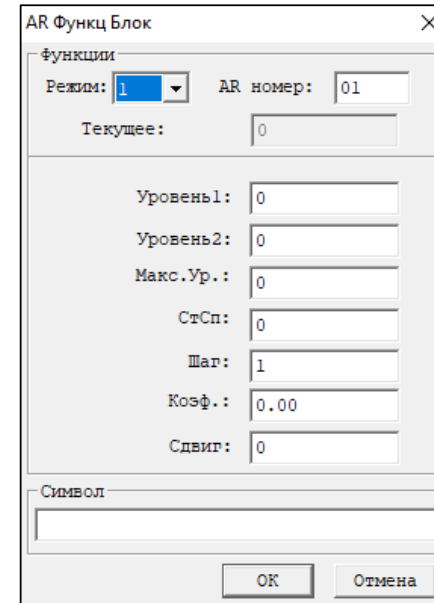 AR Функц Блок
Функции
Режим: 1 AR номер: 01
Текущее: 0
Уровень1: 0
Уровень2: 0
Макс.Ур.: 0
СтСп: 0
Шаг: 1
Коэф.: 0.00
Сдвиг: 0
Символ
OK Отмена